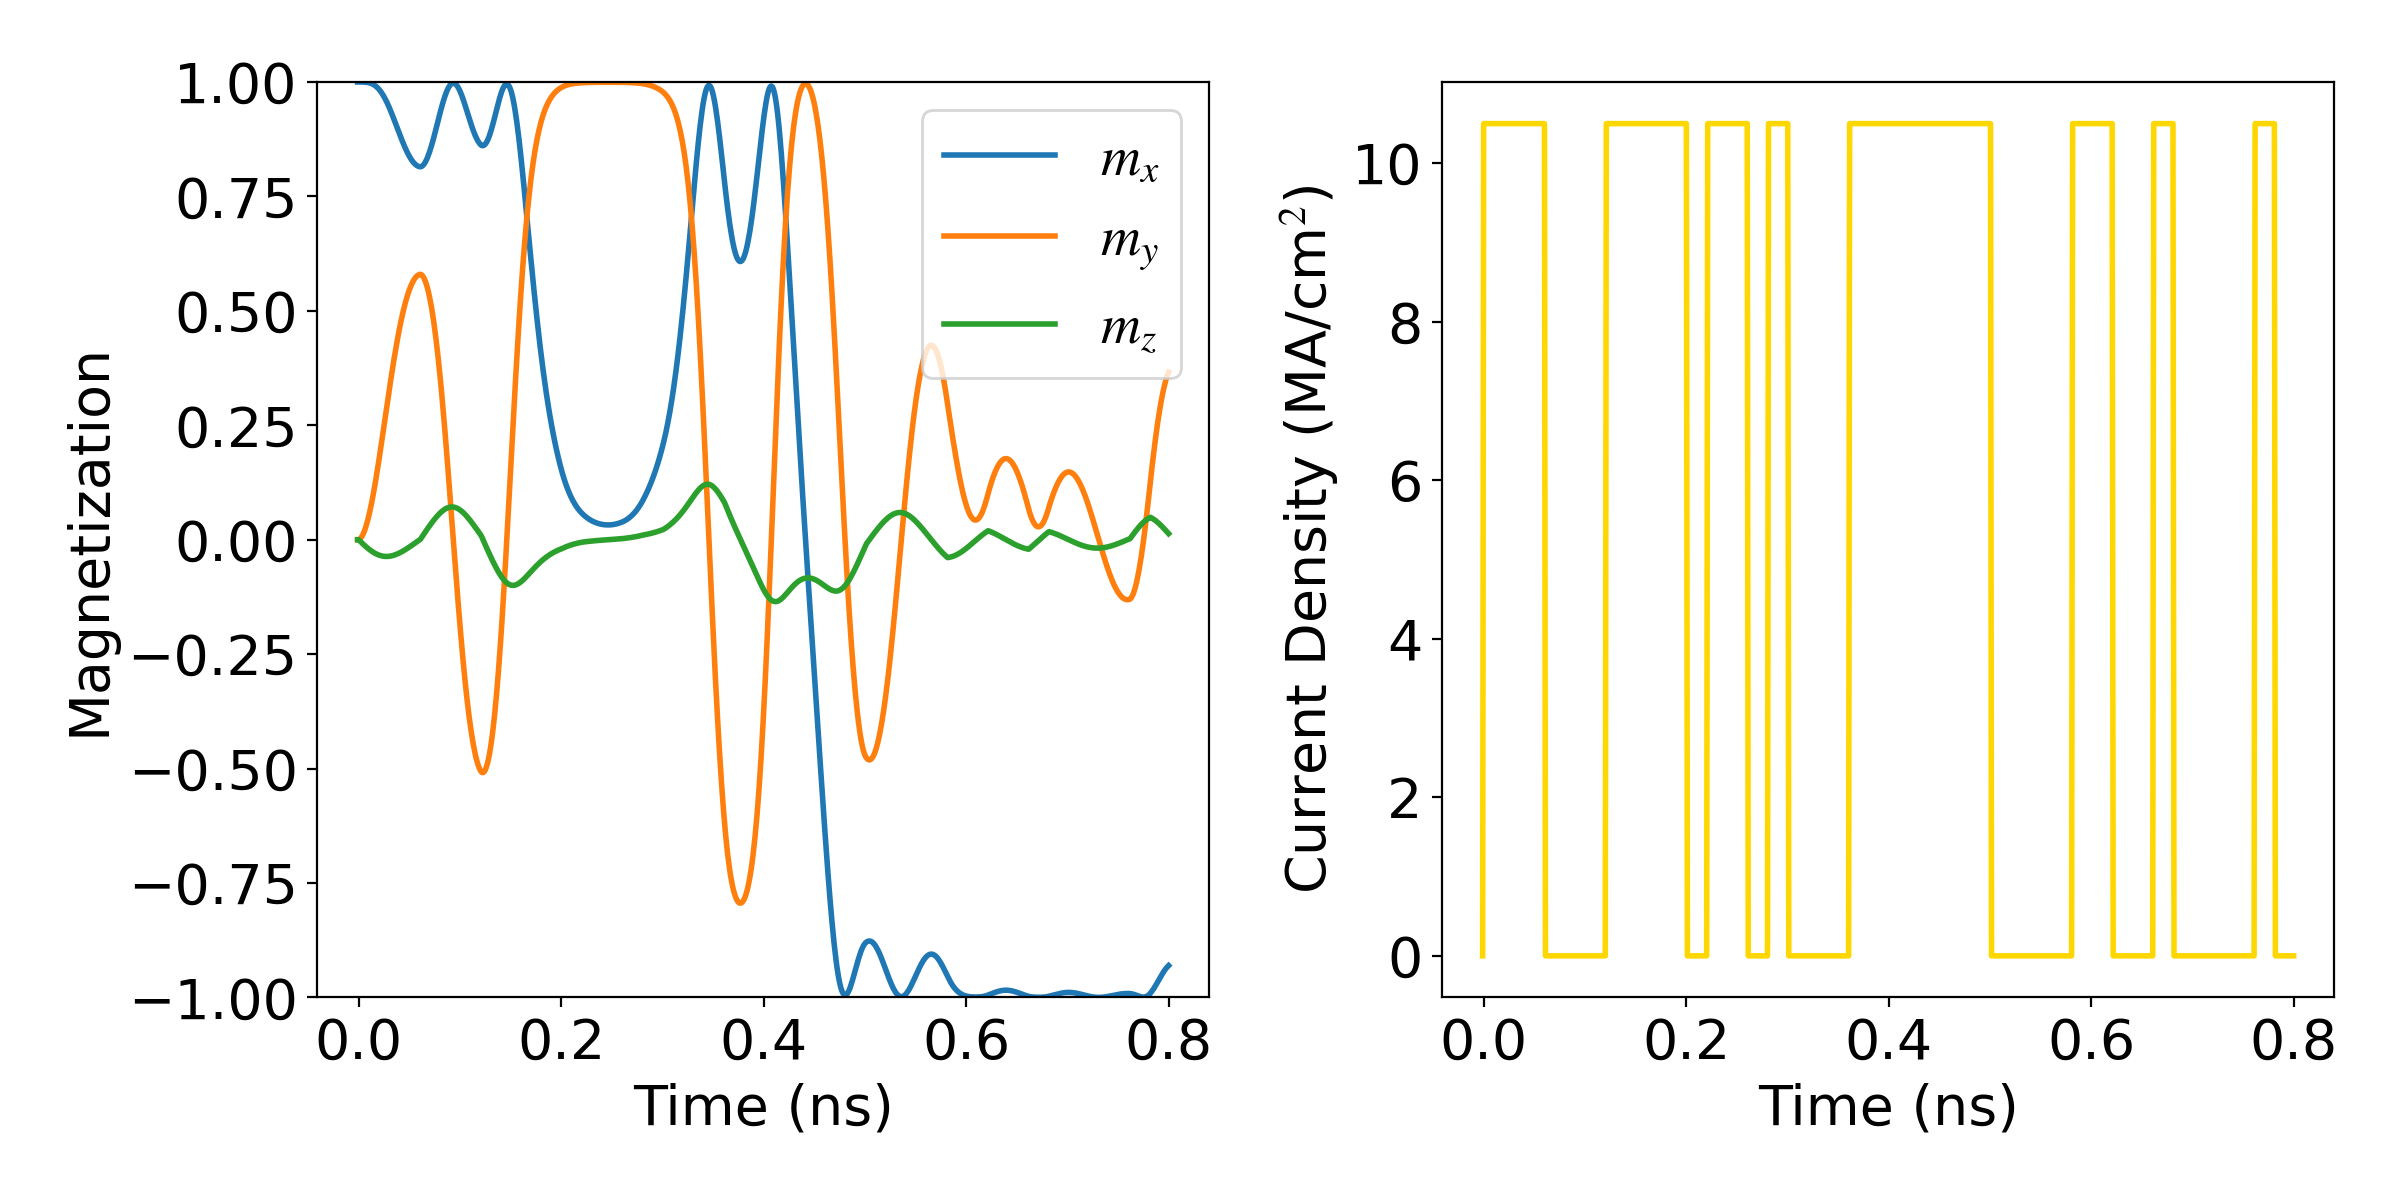 Magnetization
1.00
0.75
0.50
0.25
0.00
−0.25
−0.50
−0.75
−1.00
0.0 0.2 0.4 0.6 0.8
Time (ns)
m_x
m_y
m_z
Current Density (MA/cm²)
10
8
6
4
2
0
0.0 0.2 0.4 0.6 0.8
Time (ns)